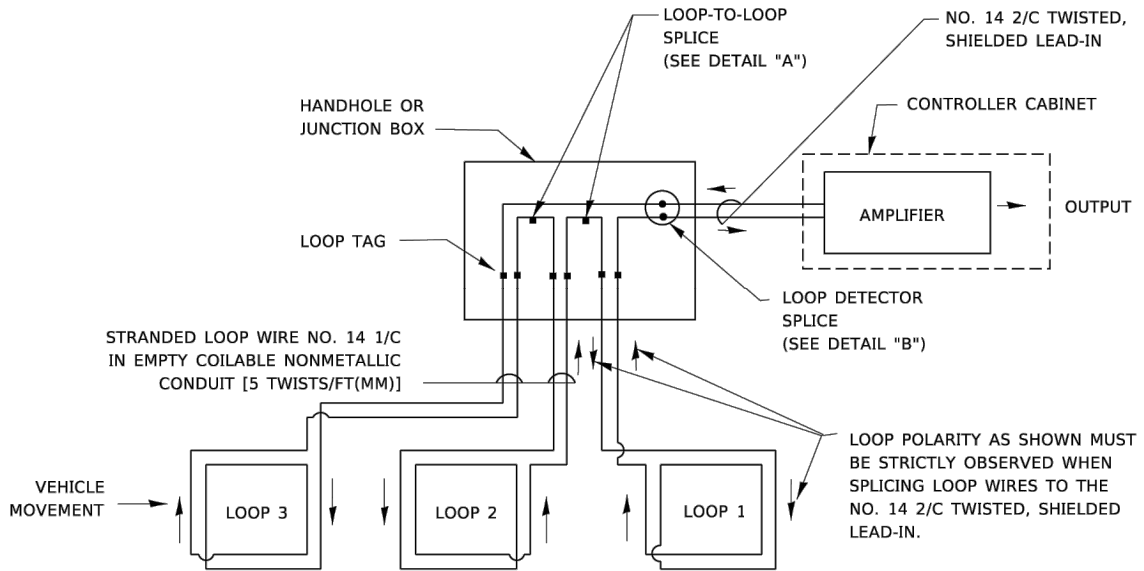 LOOP-TO-LOOP
SPLICE
(SEE DETAIL "A")
NO. 14 2/C TWISTED,
SHIELDED LEAD-IN
HANDHOLE OR
JUNCTION BOX
CONTROLLER CABINET
AMPLIFIER
OUTPUT
LOOP TAG
LOOP DETECTOR
SPLICE
(SEE DETAIL "B")
STRANDED LOOP WIRE NO. 14 1/C
IN EMPTY COILABLE NONMETALLIC
CONDUIT [5 TWISTS/FT(MM)]
LOOP POLARITY AS SHOWN MUST
BE STRICTLY OBSERVED WHEN
SPLICING LOOP WIRES TO THE
NO. 14 2/C TWISTED, SHIELDED
LEAD-IN.
VEHICLE
MOVEMENT
LOOP 3
LOOP 2
LOOP 1